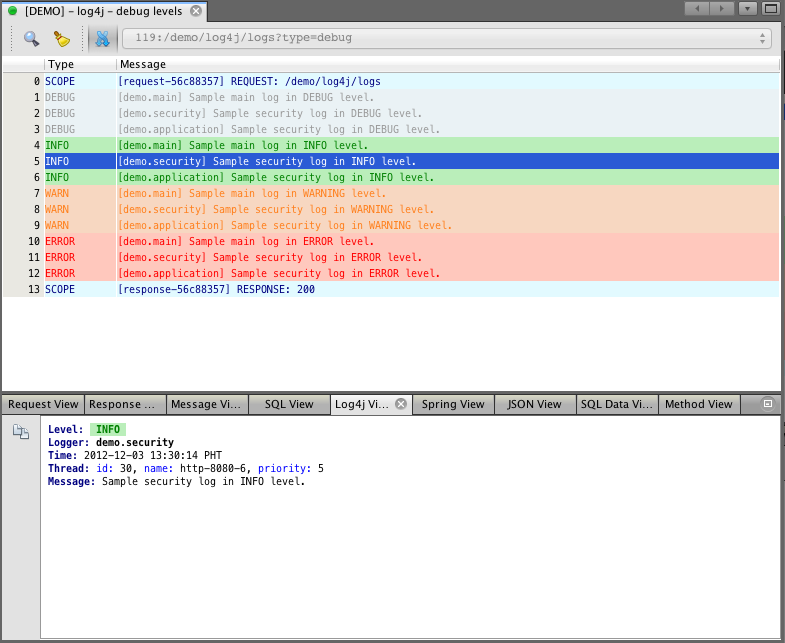 [DEMO] – log4j – debug levels
119:/demo/log4j/logs?type=debug
Type Message
0 SCOPE [request-56c88357] REQUEST: /demo/log4j/logs
1 DEBUG [demo.main] Sample main log in DEBUG level.
2 DEBUG [demo.security] Sample security log in DEBUG level.
3 DEBUG [demo.application] Sample security log in DEBUG level.
4 INFO [demo.main] Sample main log in INFO level.
5 INFO [demo.security] Sample security log in INFO level.
6 INFO [demo.application] Sample security log in INFO level.
7 WARN [demo.main] Sample main log in WARNING level.
8 WARN [demo.security] Sample security log in WARNING level.
9 WARN [demo.application] Sample security log in WARNING level.
10 ERROR [demo.main] Sample main log in ERROR level.
11 ERROR [demo.security] Sample security log in ERROR level.
12 ERROR [demo.application] Sample security log in ERROR level.
13 SCOPE [response-56c88357] RESPONSE: 200
Request View Response ... Message Vi... SQL View Log4j Vi... Spring View JSON View SQL Data Vi... Method View
Level: INFO
Logger: demo.security
Time: 2012-12-03 13:30:14 PHT
Thread: id: 30, name: http-8080-6, priority: 5
Message: Sample security log in INFO level.